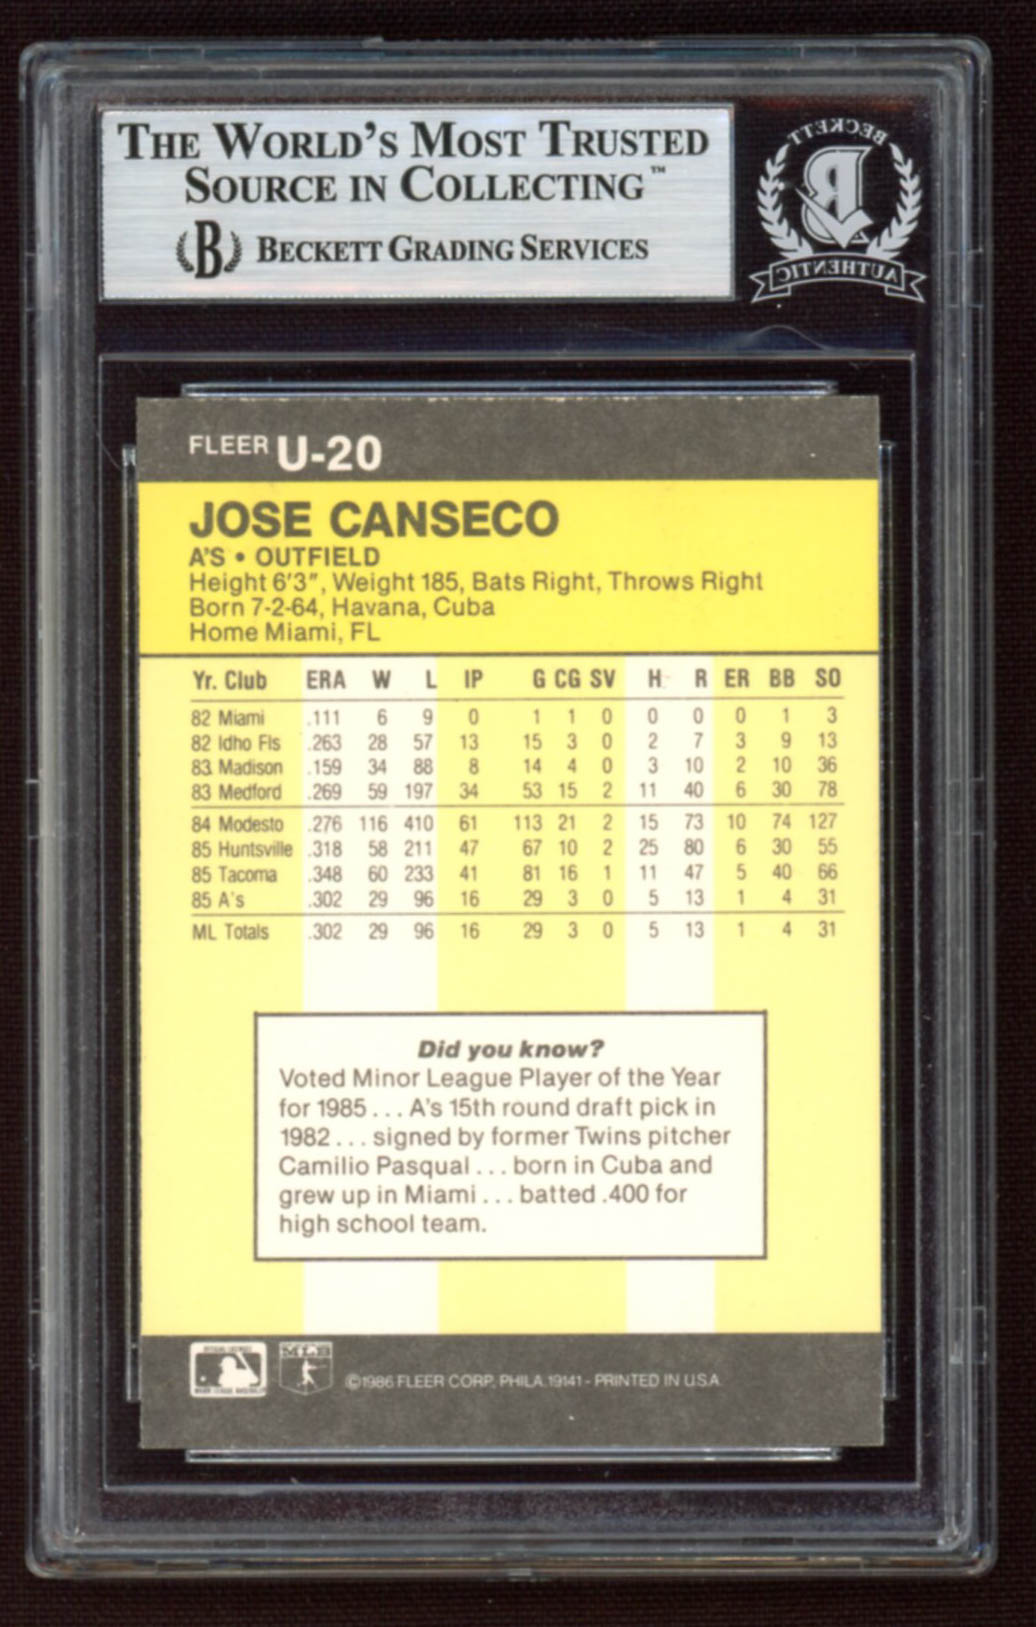 THE WORLD'S MOST TRUSTED
SOURCE IN COLLECTING™
B BECKETT GRADING SERVICES
BECKETT
B
AUTHENTIC
FLEER U-20
JOSE CANSECO
A'S • OUTFIELD
Height 6'3", Weight 185, Bats Right, Throws Right
Born 7-2-64, Havana, Cuba
Home Miami, FL
Yr. Club ERA W L IP G CG SV H R ER BB SO
82 Miami .111 6 9 0 1 1 0 0 0 0 1 3
82 Idho Fls .263 28 57 13 15 3 0 2 7 3 9 13
83 Madison .159 34 88 8 14 4 0 3 10 2 10 36
83 Medford .269 59 197 34 53 15 2 11 40 6 30 78
84 Modesto .276 116 410 61 113 21 2 15 73 10 74 127
85 Huntsville .318 58 211 47 67 10 2 25 80 6 30 55
85 Tacoma .348 60 233 41 81 16 1 11 47 5 40 66
85 A's .302 29 96 16 29 3 0 5 13 1 4 31
ML Totals .302 29 96 16 29 3 0 5 13 1 4 31
Did you know?
Voted Minor League Player of the Year
for 1985 . . . A's 15th round draft pick in
1982 . . . signed by former Twins pitcher
Camilio Pasqual . . . born in Cuba and
grew up in Miami . . . batted .400 for
high school team.
©1986 FLEER CORP., PHILA. 19141 - PRINTED IN U.S.A.